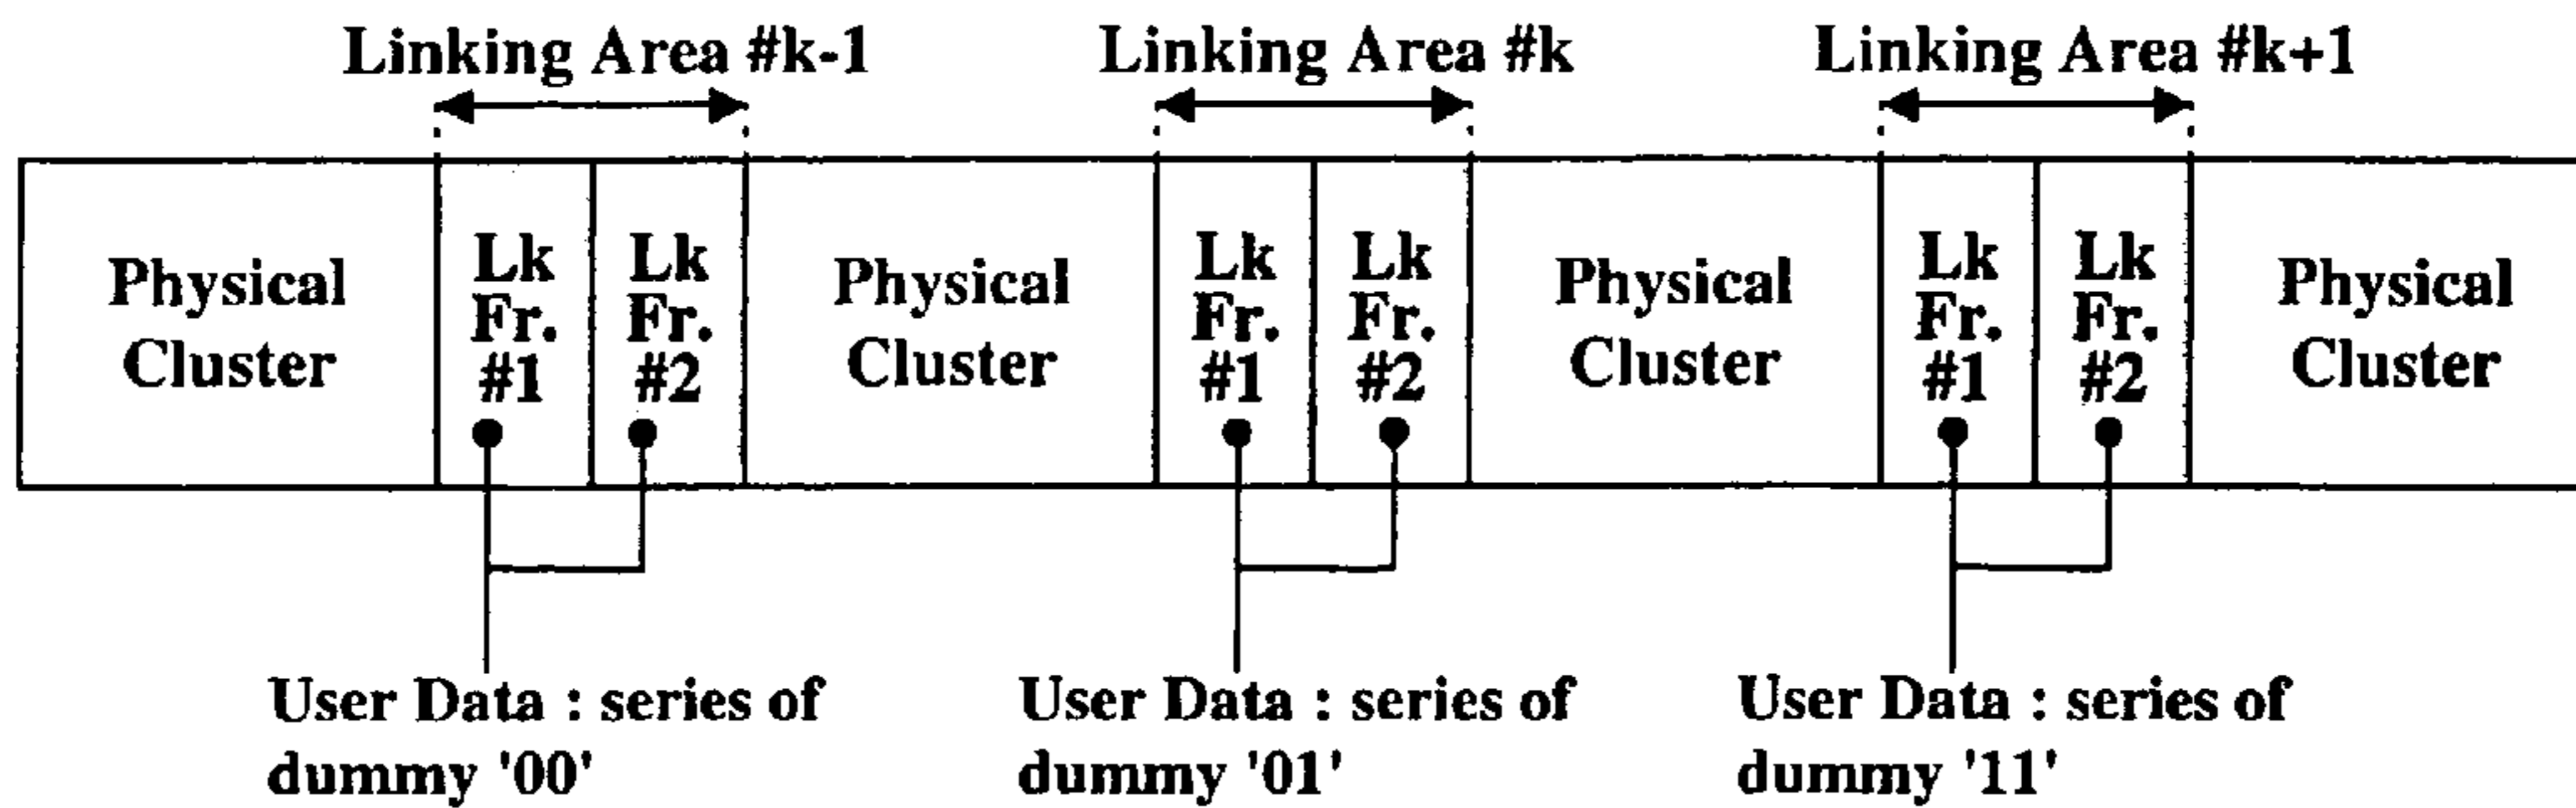 Linking Area #k-1
Linking Area #k
Linking Area #k+1
Physical
Cluster
Lk
Fr.
#1
Lk
Fr.
#2
Physical
Cluster
Lk
Fr.
#1
Lk
Fr.
#2
Physical
Cluster
Lk
Fr.
#1
Lk
Fr.
#2
Physical
Cluster
User Data : series of
dummy '00'
User Data : series of
dummy '01'
User Data : series of
dummy '11'